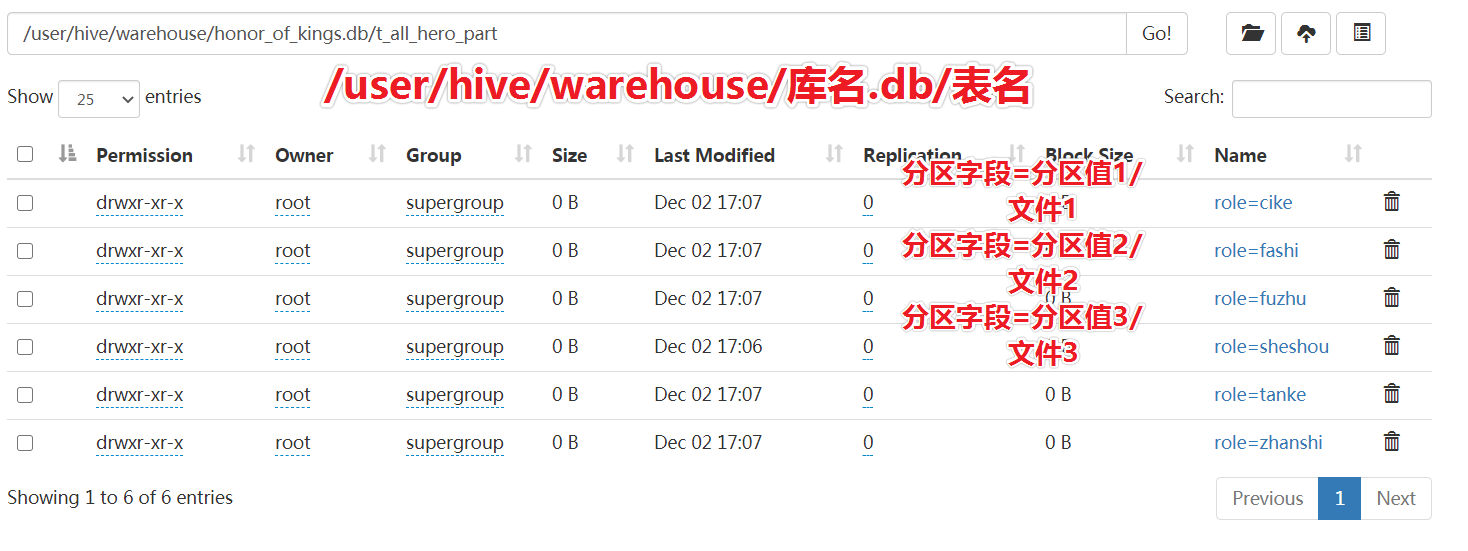 /user/hive/warehouse/honor_of_kings.db/t_all_hero_part Go!
Show 25 entries Search:
/user/hive/warehouse/库名.db/表名
Permission Owner Group Size Last Modified Replication Block Size Name
分区字段=分区值1/
drwxr-xr-x root supergroup 0 B Dec 02 17:07 0 B role=cike
文件1
分区字段=分区值2/
drwxr-xr-x root supergroup 0 B Dec 02 17:07 0 role=fashi
文件2
drwxr-xr-x root supergroup 0 B Dec 02 17:07 0 0 B role=fuzhu
分区字段=分区值3/
drwxr-xr-x root supergroup 0 B Dec 02 17:06 0 role=sheshou
文件3
drwxr-xr-x root supergroup 0 B Dec 02 17:07 0 0 B role=tanke
drwxr-xr-x root supergroup 0 B Dec 02 17:07 0 0 B role=zhanshi
Showing 1 to 6 of 6 entries Previous 1 Next